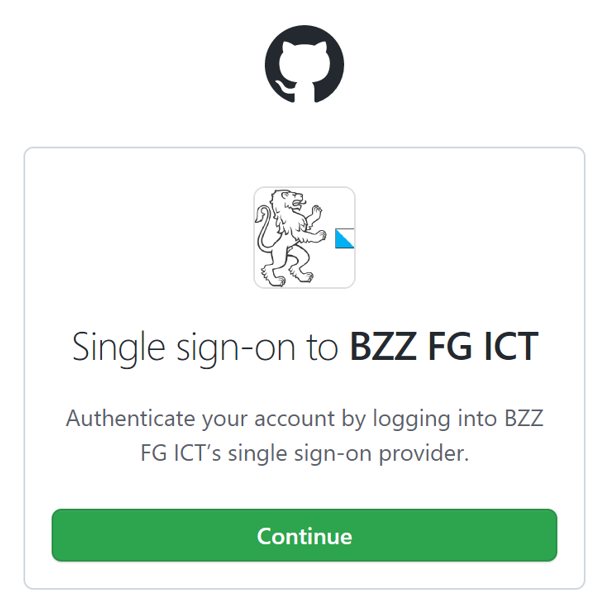 Single sign-on to BZZ FG ICT
Authenticate your account by logging into BZZ
FG ICT's single sign-on provider.
Continue